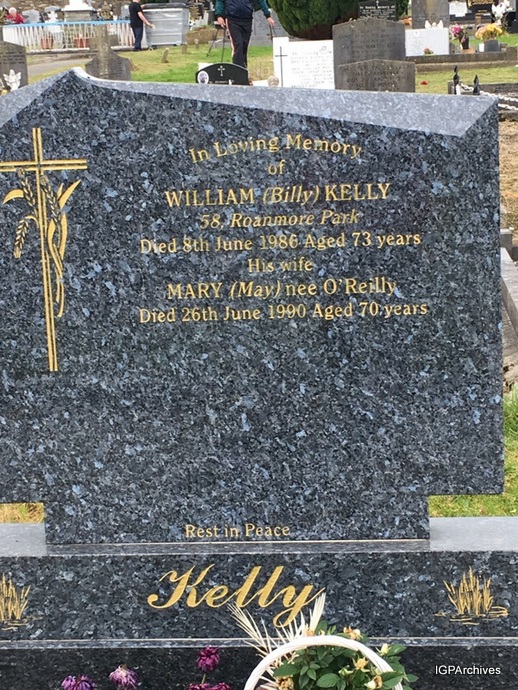 In Loving Memory
of
WILLIAM (Billy) KELLY
58, Roanmore Park
Died 8th June 1986 Aged 73 years
His wife
MARY (May) nee O'Reilly
Died 26th June 1990 Aged 70 years
Rest in Peace
Kelly
IGPArchives